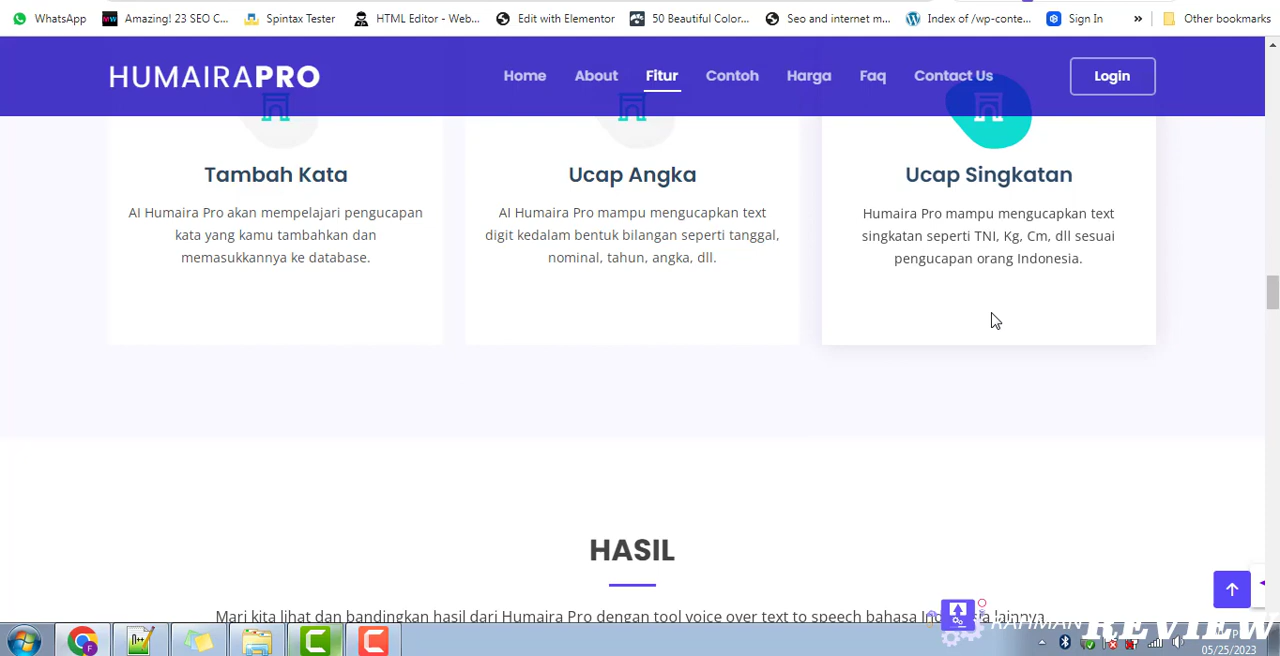 WhatsApp Amazing! 23 SEO C... Spintax Tester HTML Editor - Web... Edit with Elementor 50 Beautiful Color... Seo and internet m... Index of /wp-conte... Sign In » Other bookmarks
HUMAIRAPRO Home About Fitur Contoh Harga Faq Contact Us Login
Tambah Kata
AI Humaira Pro akan mempelajari pengucapan
kata yang kamu tambahkan dan
memasukkannya ke database.
Ucap Angka
AI Humaira Pro mampu mengucapkan text
digit kedalam bentuk bilangan seperti tanggal,
nominal, tahun, angka, dll.
Ucap Singkatan
Humaira Pro mampu mengucapkan text
singkatan seperti TNI, Kg, Cm, dll sesuai
pengucapan orang Indonesia.
HASIL
Mari kita lihat dan bandingkan hasil dari Humaira Pro dengan tool voice over text to speech bahasa lainnya
RAHMAN REVIEW
05/25/2023